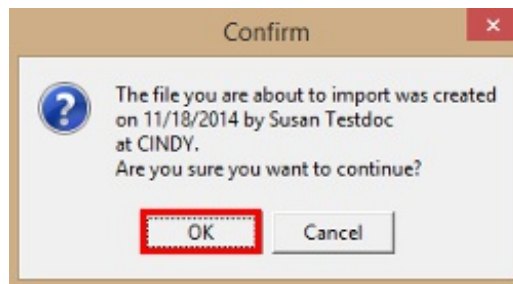 Confirm
The file you are about to import was created
on 11/18/2014 by Susan Testdoc
at CINDY.
Are you sure you want to continue?
OK
Cancel